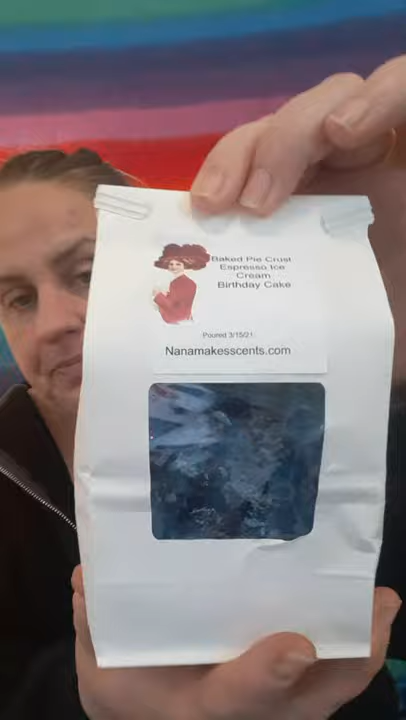 Baked Pie Crust
Espresso Ice
Cream
Birthday Cake
Poured 3/15/21
Nanamakesscents.com